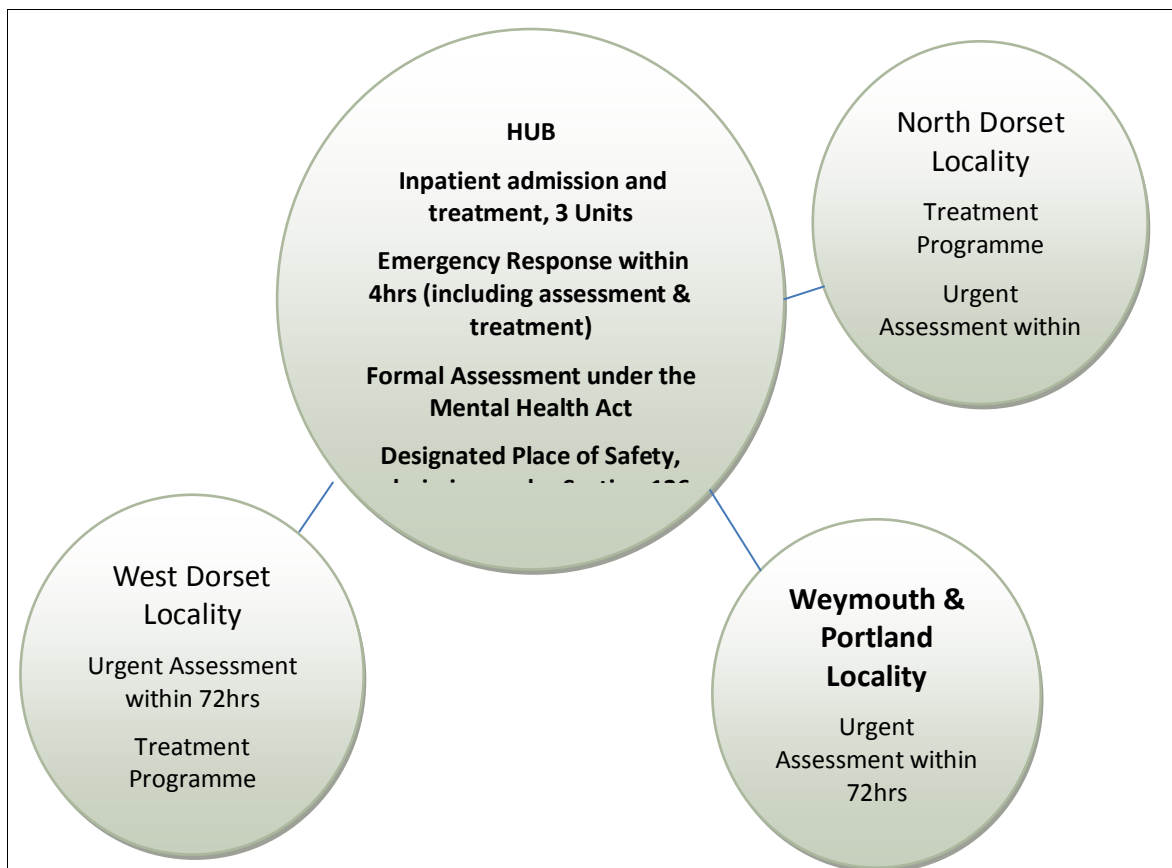 HUB
Inpatient admission and
treatment, 3 Units
Emergency Response within
4hrs (including assessment &
treatment)
Formal Assessment under the
Mental Health Act
Designated Place of Safety,
North Dorset
Locality
Treatment
Programme
Urgent
Assessment within
West Dorset
Locality
Urgent Assessment
within 72hrs
Treatment
Programme
Weymouth &
Portland
Locality
Urgent
Assessment within
72hrs